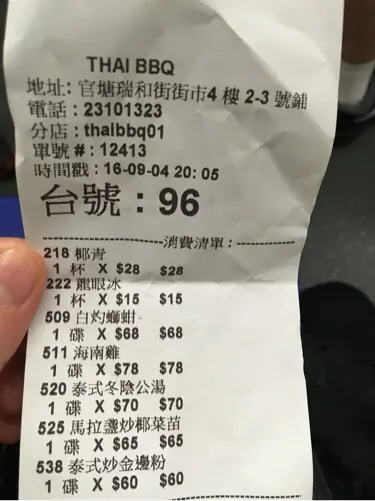 THAI BBQ
地址: 官塘瑞和街街市4 樓 2-3 號鋪
電話 : 23101323
分店 : thaibbq01
單號 # : 12413
時間戳 : 16-09-04 20: 05
台號 : 96
----------------消費清單 : ----------------
218 椰青
1 杯 X $28 $28
222 龍眼冰
1 杯 X $15 $15
509 白灼螄蚶
1 碟 X $68 $68
511 海南雞
1 碟 X $78 $78
520 泰式冬陰公湯
1 碟 X $70 $70
525 馬拉盞炒椰菜苗
1 碟 X $65 $65
538 泰式炒金邊粉
1 碟 X $60 $60